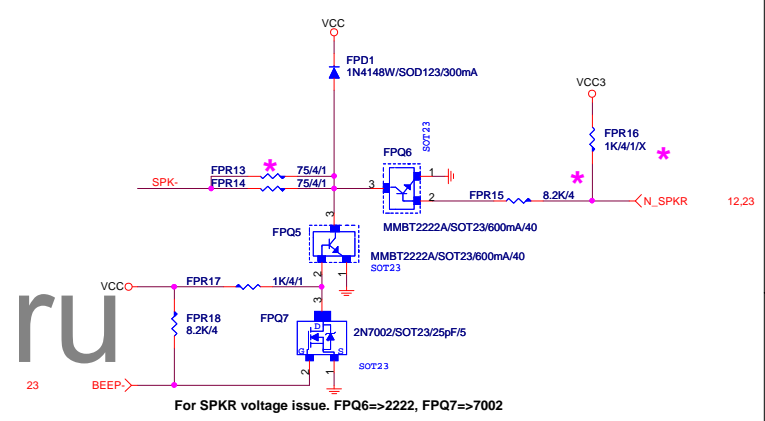 VCC
FPD1
1N4148W/SOD123/300mA
VCC3
SOT23
FPR16
1K/4/1/X
FPQ6
FPR13 * 75/4/1
FPR14 75/4/1
SPK-
3
1
2
FPR15 * 8.2K/4
*
N_SPKR 12,23
MMBT2222A/SOT23/600mA/40
3
FPQ5
MMBT2222A/SOT23/600mA/40
SOT23
2
1
VCC
FPR17 1K/4/1
3
ru
FPR18
8.2K/4
FPQ7
D
G
S
2N7002/SOT23/25pF/5
SOT23
2
1
23 BEEP-
For SPKR voltage issue. FPQ6=>2222, FPQ7=>7002